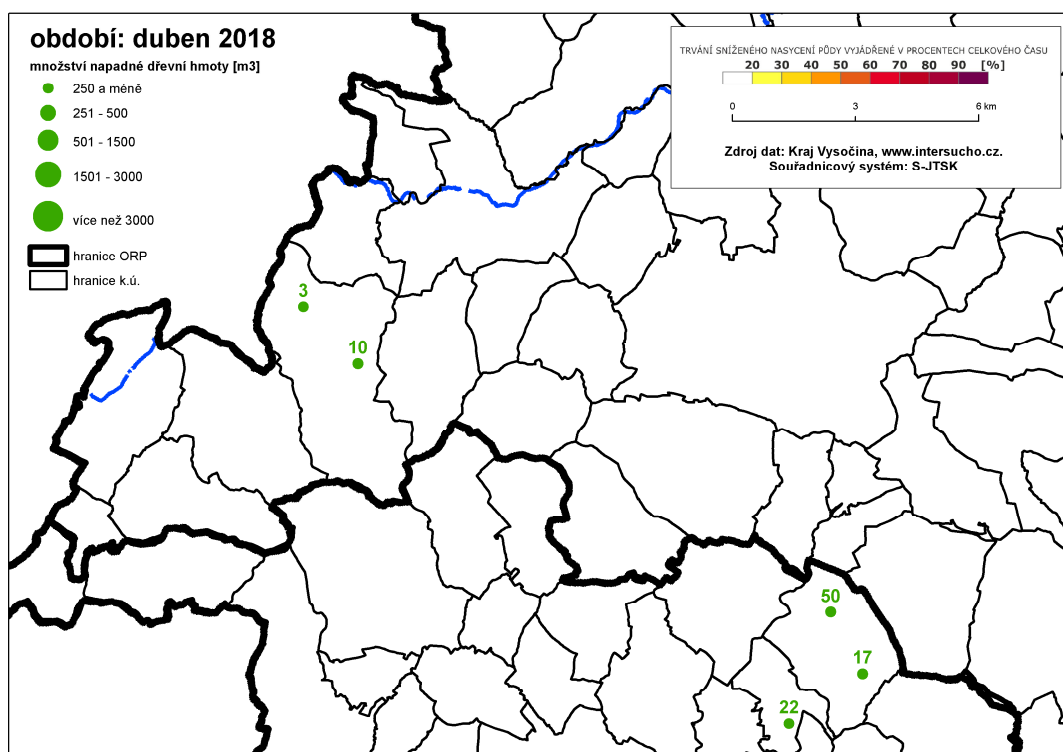 období: duben 2018
množství napadné dřevní hmoty [m3]
250 a méně
251 - 500
501 - 1500
1501 - 3000
více než 3000
hranice ORP
hranice k.ú.
TRVÁNÍ SNÍŽENÉHO NASYCENÍ PŮDY VYJÁDŘENÉ V PROCENTECH CELKOVÉHO ČASU
20 30 40 50 60 70 80 90 [%]
0 3 6 km
Zdroj dat: Kraj Vysočina, www.intersucho.cz.
Souřadnicový systém: S-JTSK
3
10
50
17
22